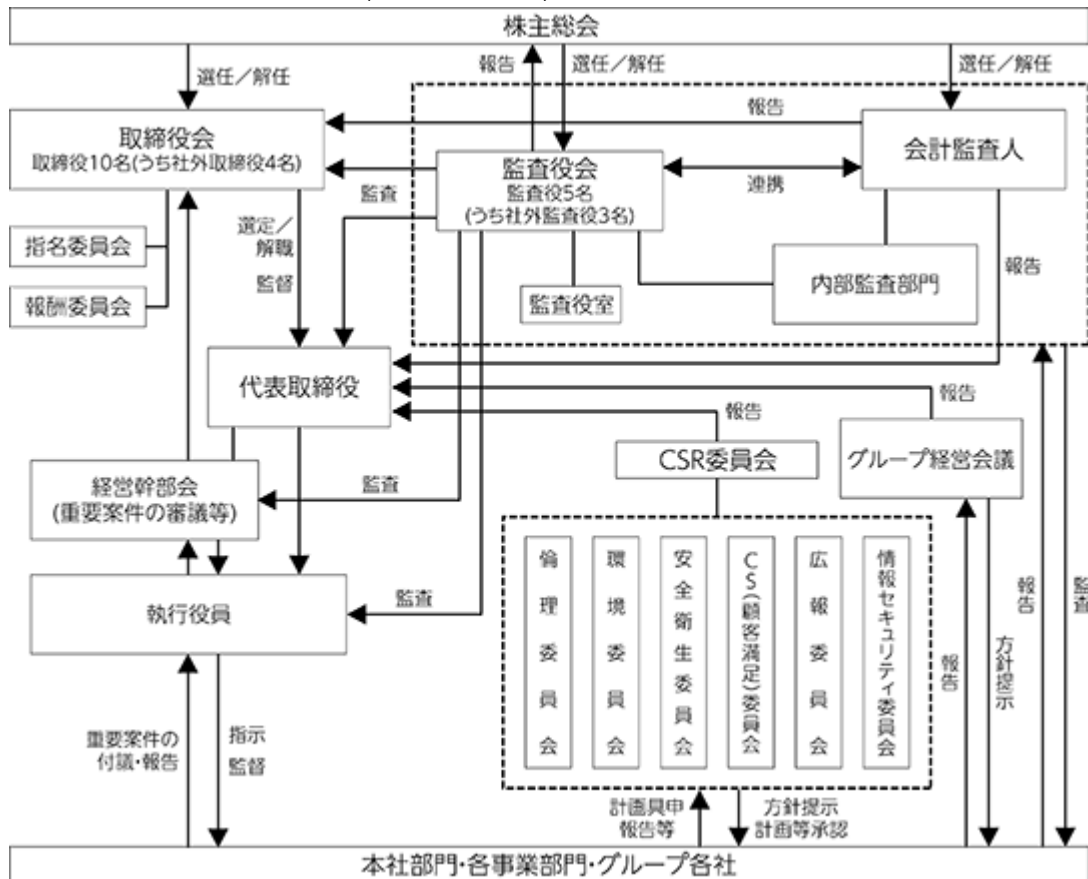 株主総会
選任／解任
報告
選任／解任
選任／解任
取締役会
取締役10名(うち社外取締役4名)
報告
監査役会
監査役5名
(うち社外監査役3名)
会計監査人
連携
監査
指名委員会
報酬委員会
選定／
解職
監督
監査役室
内部監査部門
報告
代表取締役
報告
報告
CSR委員会
グループ経営会議
経営幹部会
(重要案件の審議等)
監査
執行役員
監査
倫理委員会
環境委員会
安全衛生委員会
CS(顧客満足)委員会
広報委員会
情報セキュリティ委員会
報告
方針提示
報告
監査
重要案件の
付議・報告
指示
監督
計画具申
報告等
方針提示
計画等承認
本社部門・各事業部門・グループ各社